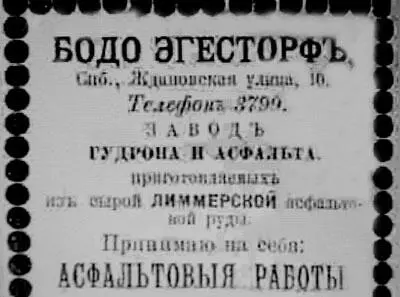 БОДО ЭГЕСТОРФЪ,
Спб., Ждановская улица, 10.
Телефонъ 3799.
ЗАВОДЪ
ГУДРОНА И АСФАЛЬТА.
приготовляемыхъ
изъ сырой ЛИММЕРСКОЙ асфальто-
вой руды.
Принимаю на себя:
АСФАЛЬТОВЫЯ РАБОТЫ